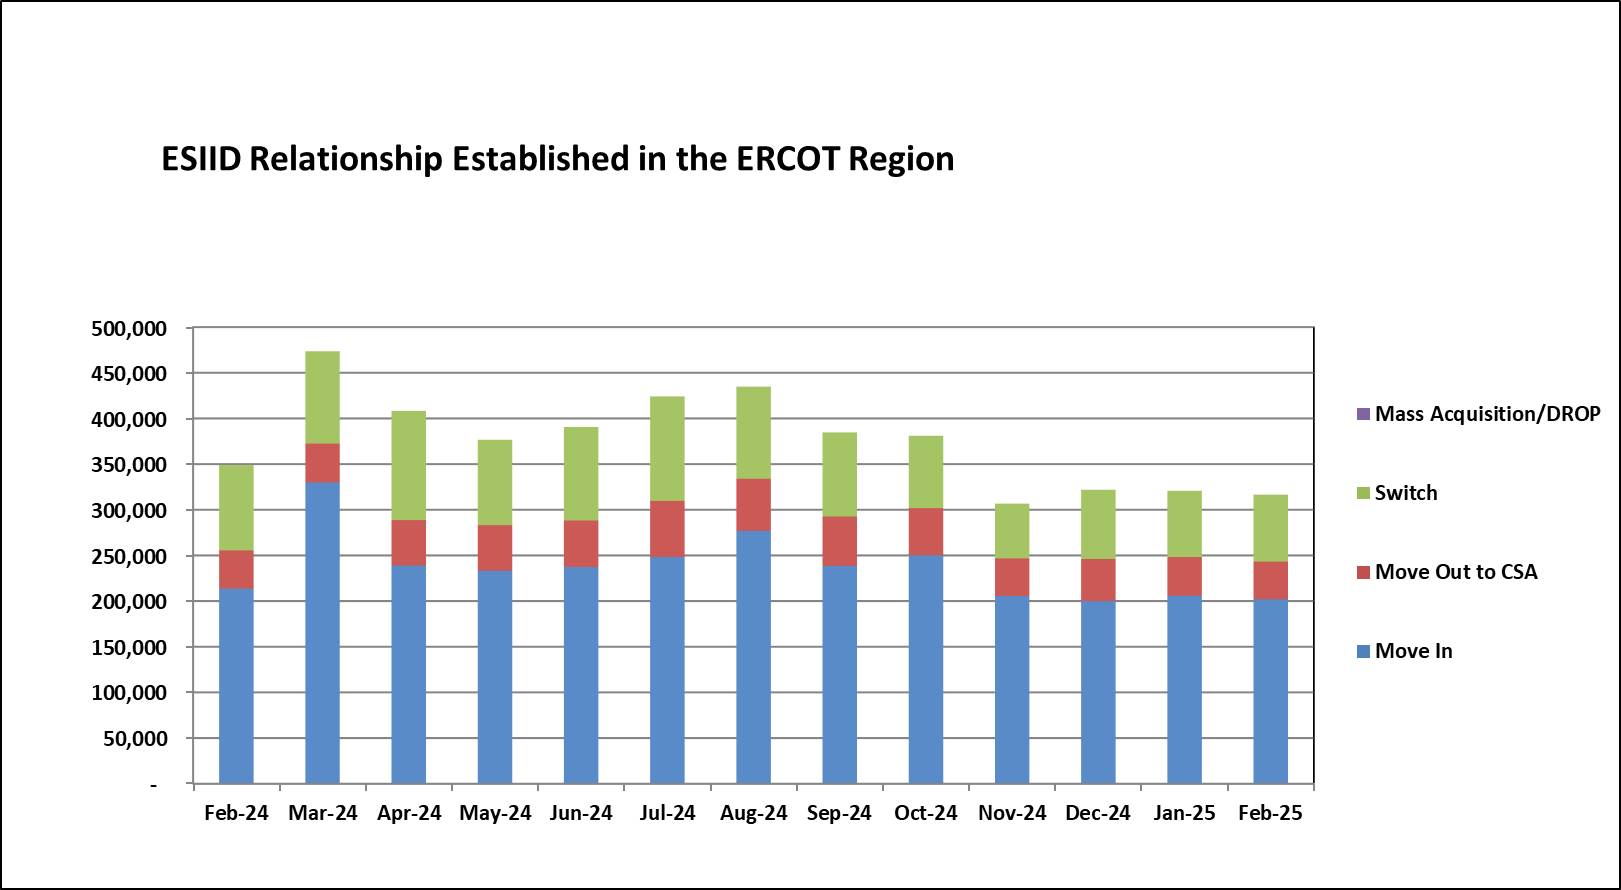 ESIID Relationship Established in the ERCOT Region
500,000
450,000
400,000
350,000
300,000
250,000
200,000
150,000
100,000
50,000
-
Feb-24 Mar-24 Apr-24 May-24 Jun-24 Jul-24 Aug-24 Sep-24 Oct-24 Nov-24 Dec-24 Jan-25 Feb-25
Mass Acquisition/DROP
Switch
Move Out to CSA
Move In